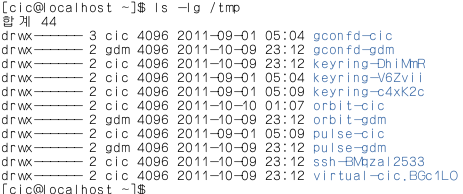 [cic@localhost ~]$ ls -lg /tmp
합계 44
drwx------ 3 cic 4096 2011-09-01 05:04 gconfd-cic
drwx------ 2 gdm 4096 2011-10-09 23:12 gconfd-gdm
drwx------ 2 cic 4096 2011-10-09 23:12 keyring-DhiMmR
drwx------ 2 cic 4096 2011-09-01 05:04 keyring-V6Zvii
drwx------ 2 cic 4096 2011-09-01 05:09 keyring-c4xK2c
drwx------ 2 cic 4096 2011-10-10 01:07 orbit-cic
drwx------ 2 gdm 4096 2011-10-09 23:12 orbit-gdm
drwx------ 2 cic 4096 2011-09-01 05:09 pulse-cic
drwx------ 2 gdm 4096 2011-10-09 23:12 pulse-gdm
drwx------ 2 cic 4096 2011-10-09 23:12 ssh-BMqzal2533
drwx------ 2 cic 4096 2011-10-09 23:12 virtual-cic.BGc1LO
[cic@localhost ~]$